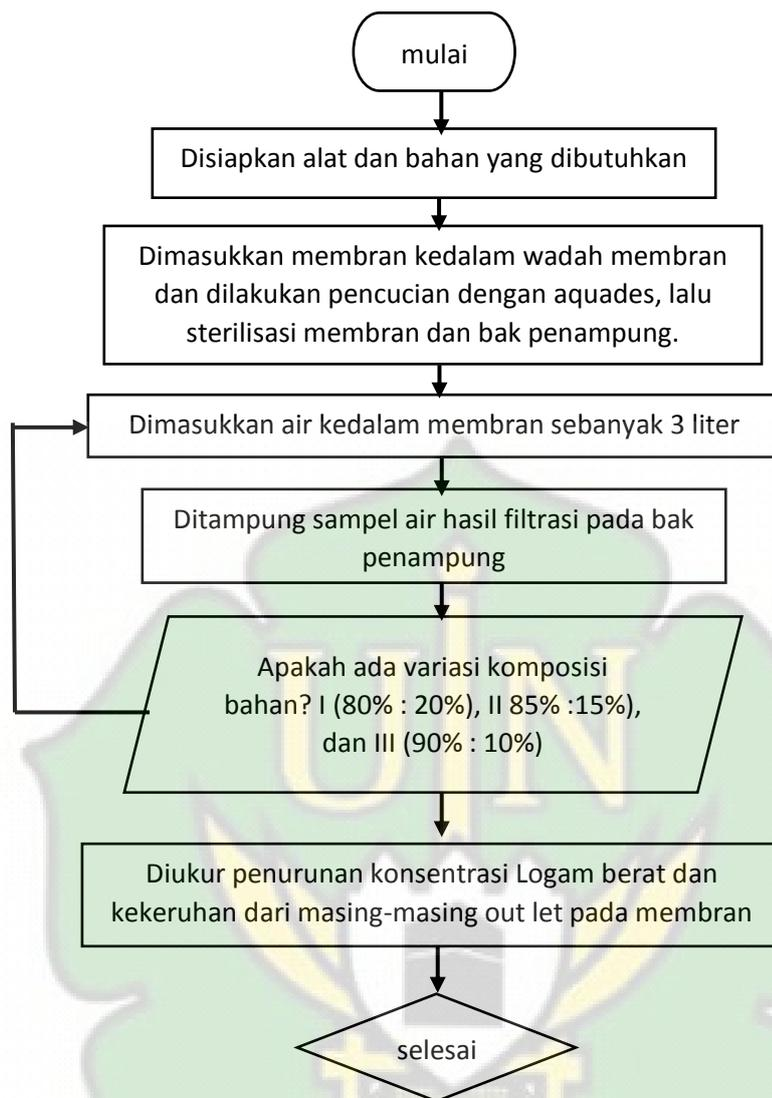 mulai
Disiapkan alat dan bahan yang dibutuhkan
Dimasukkan membran kedalam wadah membran
dan dilakukan pencucian dengan aquades, lalu
sterilisasi membran dan bak penampung.
Dimasukkan air kedalam membran sebanyak 3 liter
Ditampung sampel air hasil filtrasi pada bak
penampung
UIN
Apakah ada variasi komposisi
bahan? I (80% : 20%), II 85% :15%),
dan III (90% : 10%)
Diukur penurunan konsentrasi Logam berat dan
kekeruhan dari masing-masing out let pada membran
selesai